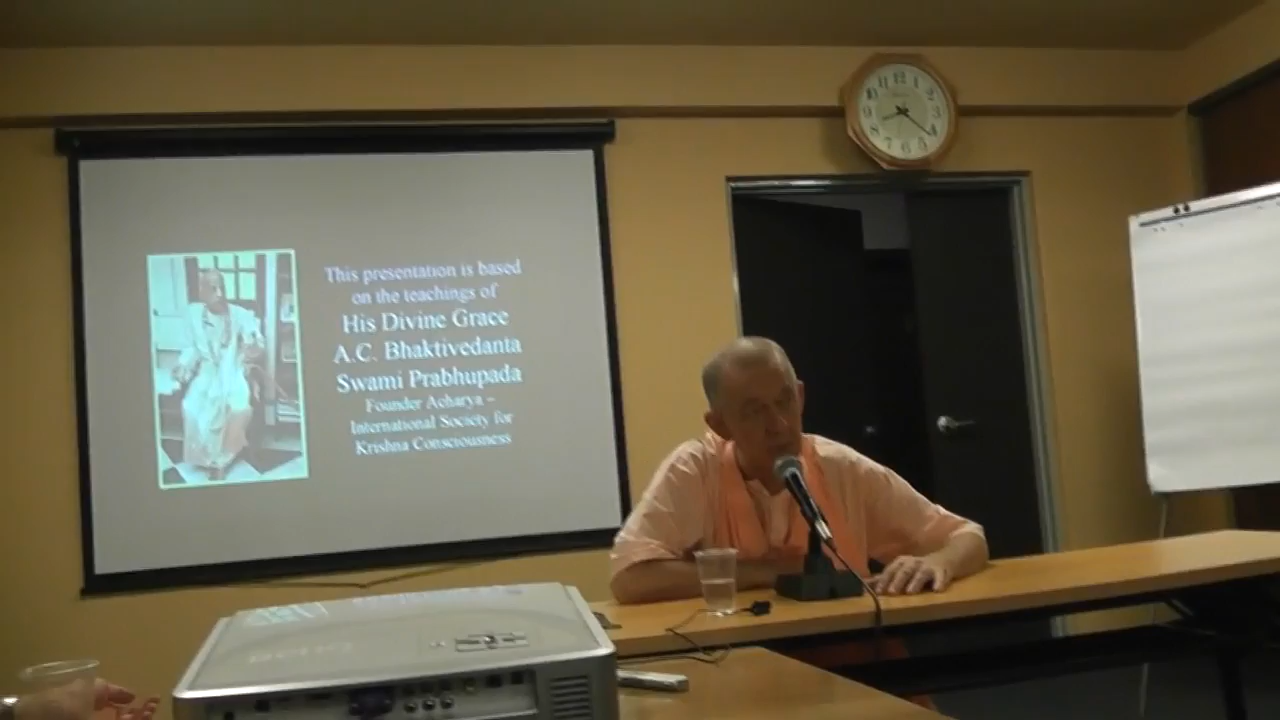 This presentation is based
on the teachings of
His Divine Grace
A.C. Bhaktivedanta
Swami Prabhupada
Founder Acharya –
International Society for
Krishna Consciousness